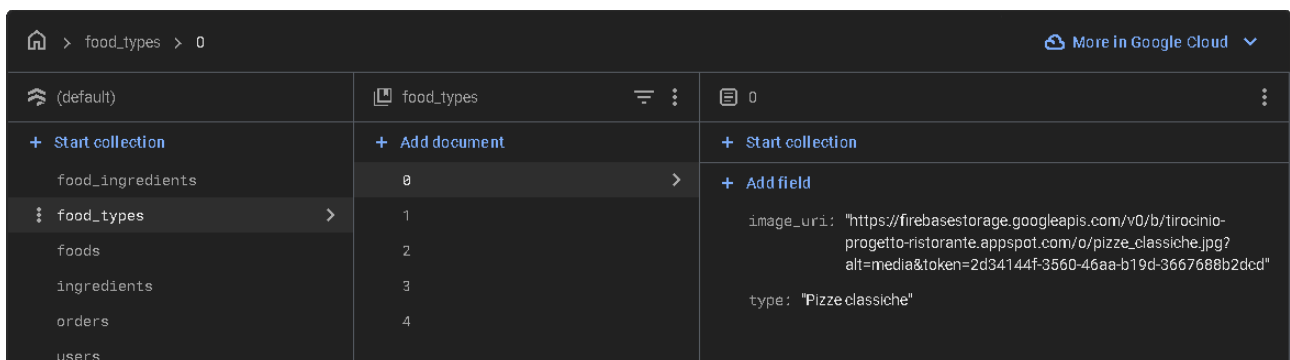 food_types > 0
More in Google Cloud
(default)
food_types
0
+ Start collection
+ Add document
+ Start collection
food_ingredients
food_types
foods
ingredients
orders
users
0
1
2
3
4
+ Add field
image_uri: "https://firebasestorage.googleapis.com/v0/b/tirocinio-
progetto-ristorante.appspot.com/o/pizze_classiche.jpg?
alt=media&token=2d34144f-3560-46aa-b19d-3667688b2dcd"
type: "Pizze classiche"